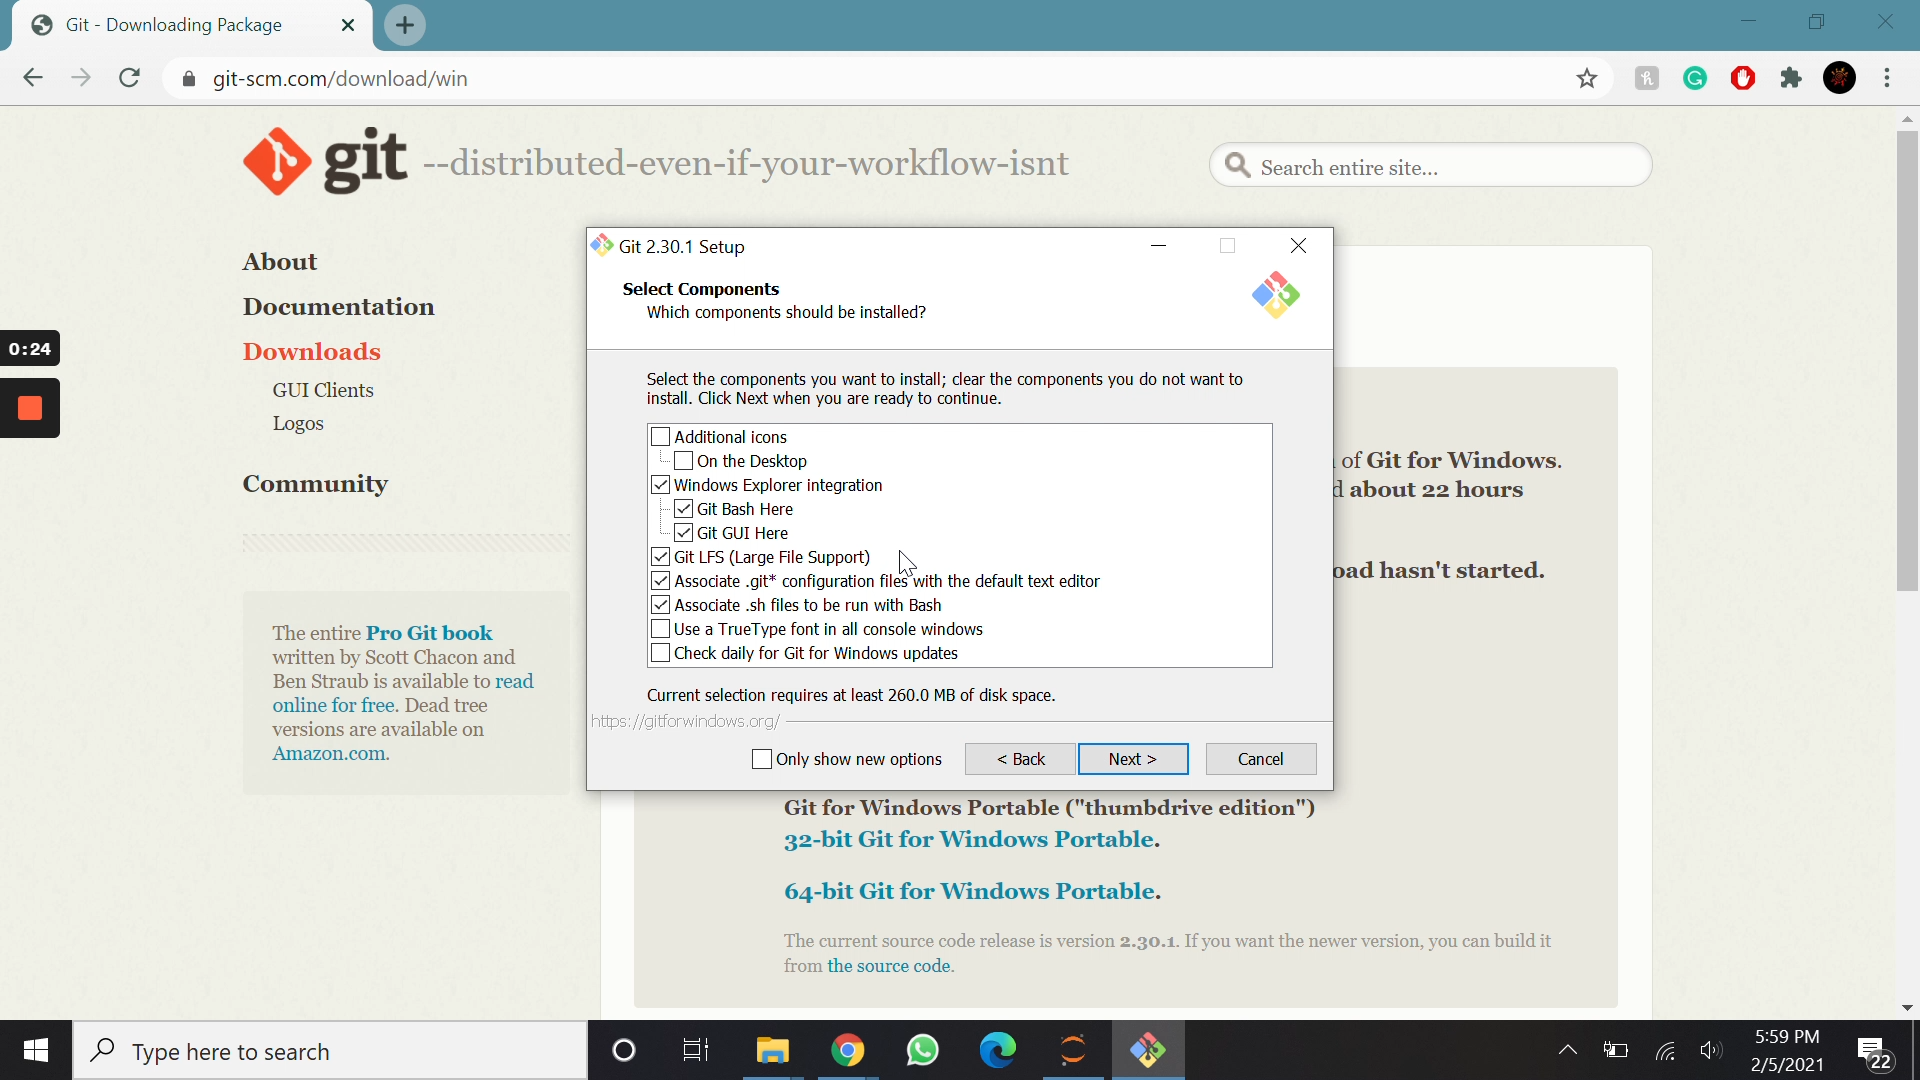 Git - Downloading Package
git-scm.com/download/win
git --distributed-even-if-your-workflow-isnt
Search entire site...
About
Documentation
Downloads
GUI Clients
Logos
Community
0:24
The entire Pro Git book
written by Scott Chacon and
Ben Straub is available to read
online for free. Dead tree
versions are available on
Amazon.com.
Git 2.30.1 Setup
Select Components
Which components should be installed?
Select the components you want to install; clear the components you do not want to
install. Click Next when you are ready to continue.
Additional icons
On the Desktop
Windows Explorer integration
Git Bash Here
Git GUI Here
Git LFS (Large File Support)
Associate .git* configuration files with the default text editor
Associate .sh files to be run with Bash
Use a TrueType font in all console windows
Check daily for Git for Windows updates
Current selection requires at least 260.0 MB of disk space.
https://gitforwindows.org/
Only show new options
< Back
Next >
Cancel
of Git for Windows.
about 22 hours
hasn't started.
Git for Windows Portable ("thumbdrive edition")
32-bit Git for Windows Portable.
64-bit Git for Windows Portable.
The current source code release is version 2.30.1. If you want the newer version, you can build it
from the source code.
Type here to search
5:59 PM
2/5/2021
22